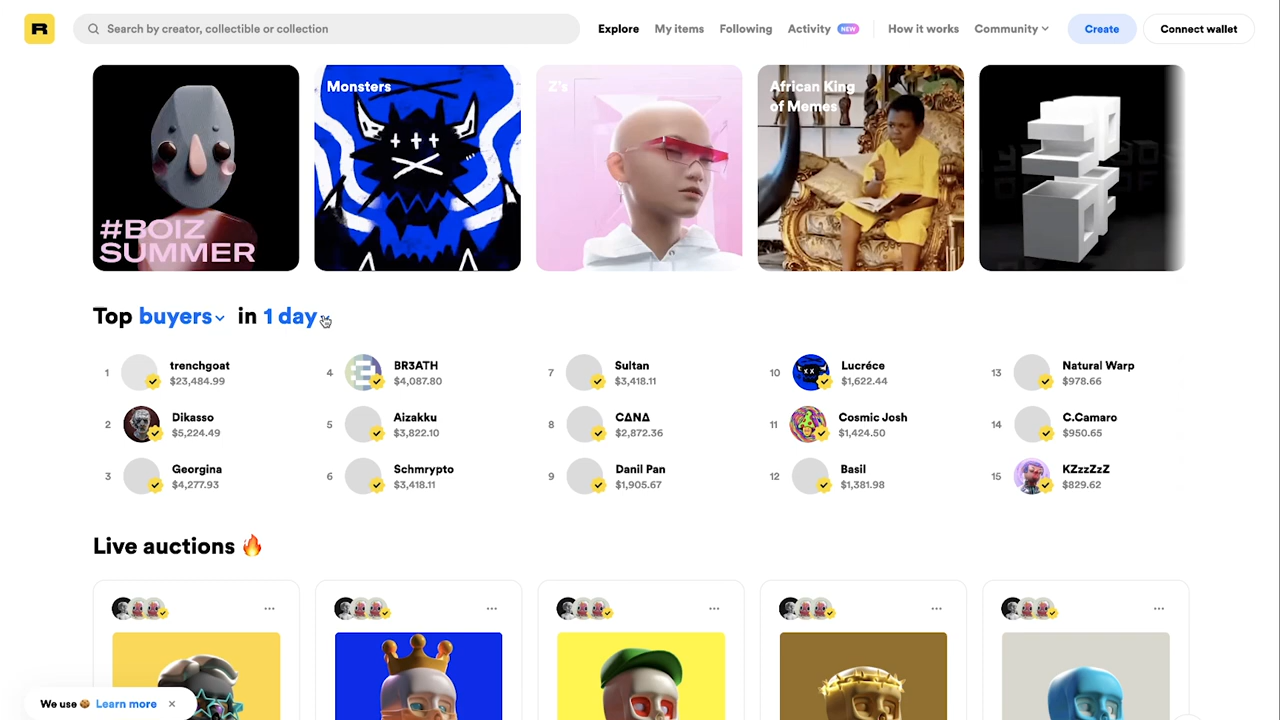 R
Search by creator, collectible or collection
Explore
My items
Following
Activity
NEW
How it works
Community
Create
Connect wallet
#BOIZ
SUMMER
Monsters
Z's
African King
of Memes
Top buyers in 1 day
1
trenchgoat
$23,484.99
2
Dikasso
$5,224.49
3
Georgina
$4,277.93
4
BR3ATH
$4,087.80
5
Aizakku
$3,822.10
6
Schmrypto
$3,418.11
7
Sultan
$3,418.11
8
CΔNΔ
$2,872.36
9
Danil Pan
$1,905.67
10
Lucréce
$1,622.44
11
Cosmic Josh
$1,424.50
12
Basil
$1,381.98
13
Natural Warp
$978.66
14
C.Camaro
$950.65
15
KZzzZzZ
$829.62
Live auctions 🔥
We use 🍪 Learn more